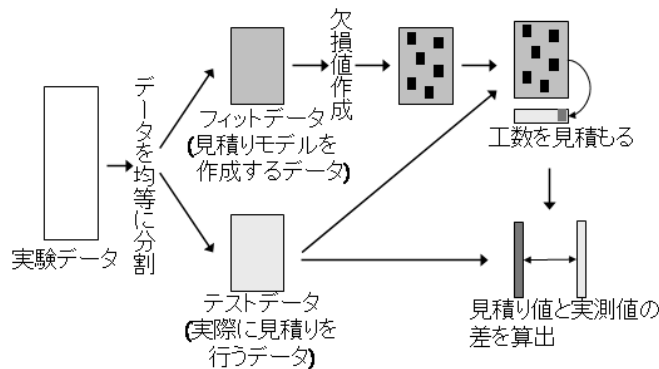 実験データ
データを均等に分割
フィットデータ
(見積りモデルを
作成するデータ)
欠損値作成
工数を見積もる
テストデータ
(実際に見積りを
行うデータ)
見積り値と実測値の
差を算出